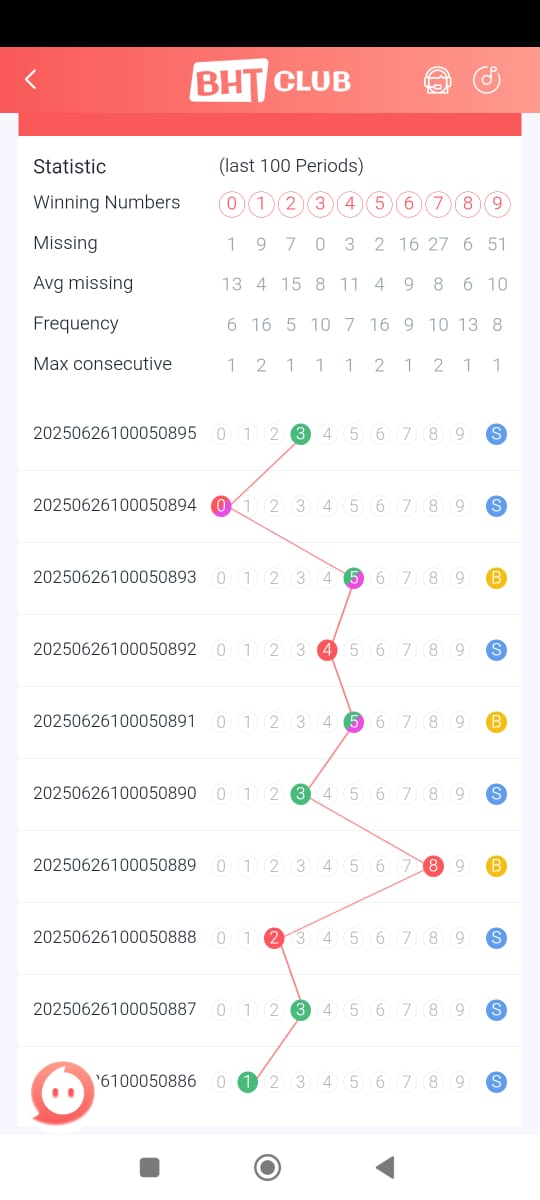 BHT CLUB
Statistic (last 100 Periods)
Winning Numbers 0 1 2 3 4 5 6 7 8 9
Missing 1 9 7 0 3 2 16 27 6 51
Avg missing 13 4 15 8 11 4 9 8 6 10
Frequency 6 16 5 10 7 16 9 10 13 8
Max consecutive 1 2 1 1 1 2 1 2 1 1
20250626100050895 0 1 2 3 4 5 6 7 8 9 S
20250626100050894 0 1 2 3 4 5 6 7 8 9 S
20250626100050893 0 1 2 3 4 5 6 7 8 9 B
20250626100050892 0 1 2 3 4 5 6 7 8 9 S
20250626100050891 0 1 2 3 4 5 6 7 8 9 B
20250626100050890 0 1 2 3 4 5 6 7 8 9 S
20250626100050889 0 1 2 3 4 5 6 7 8 9 B
20250626100050888 0 1 2 3 4 5 6 7 8 9 S
20250626100050887 0 1 2 3 4 5 6 7 8 9 S
6100050886 0 1 2 3 4 5 6 7 8 9 S